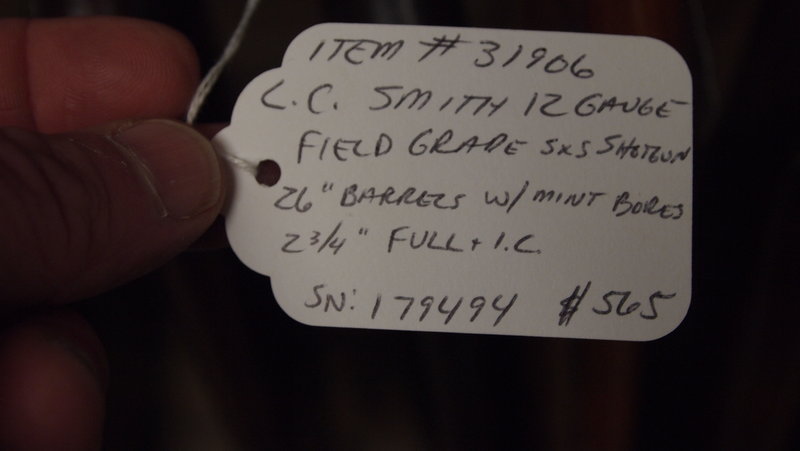 ITEM # 31906
L.C. SMITH 12 GAUGE
FIELD GRADE SXS SHOTGUN
26" BARRELS W/ MINT BORES
2 3/4" FULL + I.C.
SN: 179494 $565